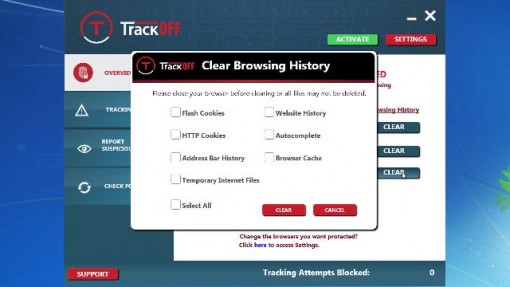 TRACKOFF
ACTIVATE
SETTINGS
TRACKOFF Clear Browsing History
Please close your browser before clearing or all files may not be deleted.
Flash Cookies
Website History
HTTP Cookies
Autocomplete
Address Bar History
Browser Cache
Temporary Internet Files
Select All
CLEAR
CANCEL
OVERVIE
TRACKIN
REPORT
SUSPICIO
CHECK FO
ED
wing
owsing History
CLEAR
CLEAR
CLEAR
Change the browsers you want protected?
Click here to access Settings.
SUPPORT
Tracking Attempts Blocked:
0